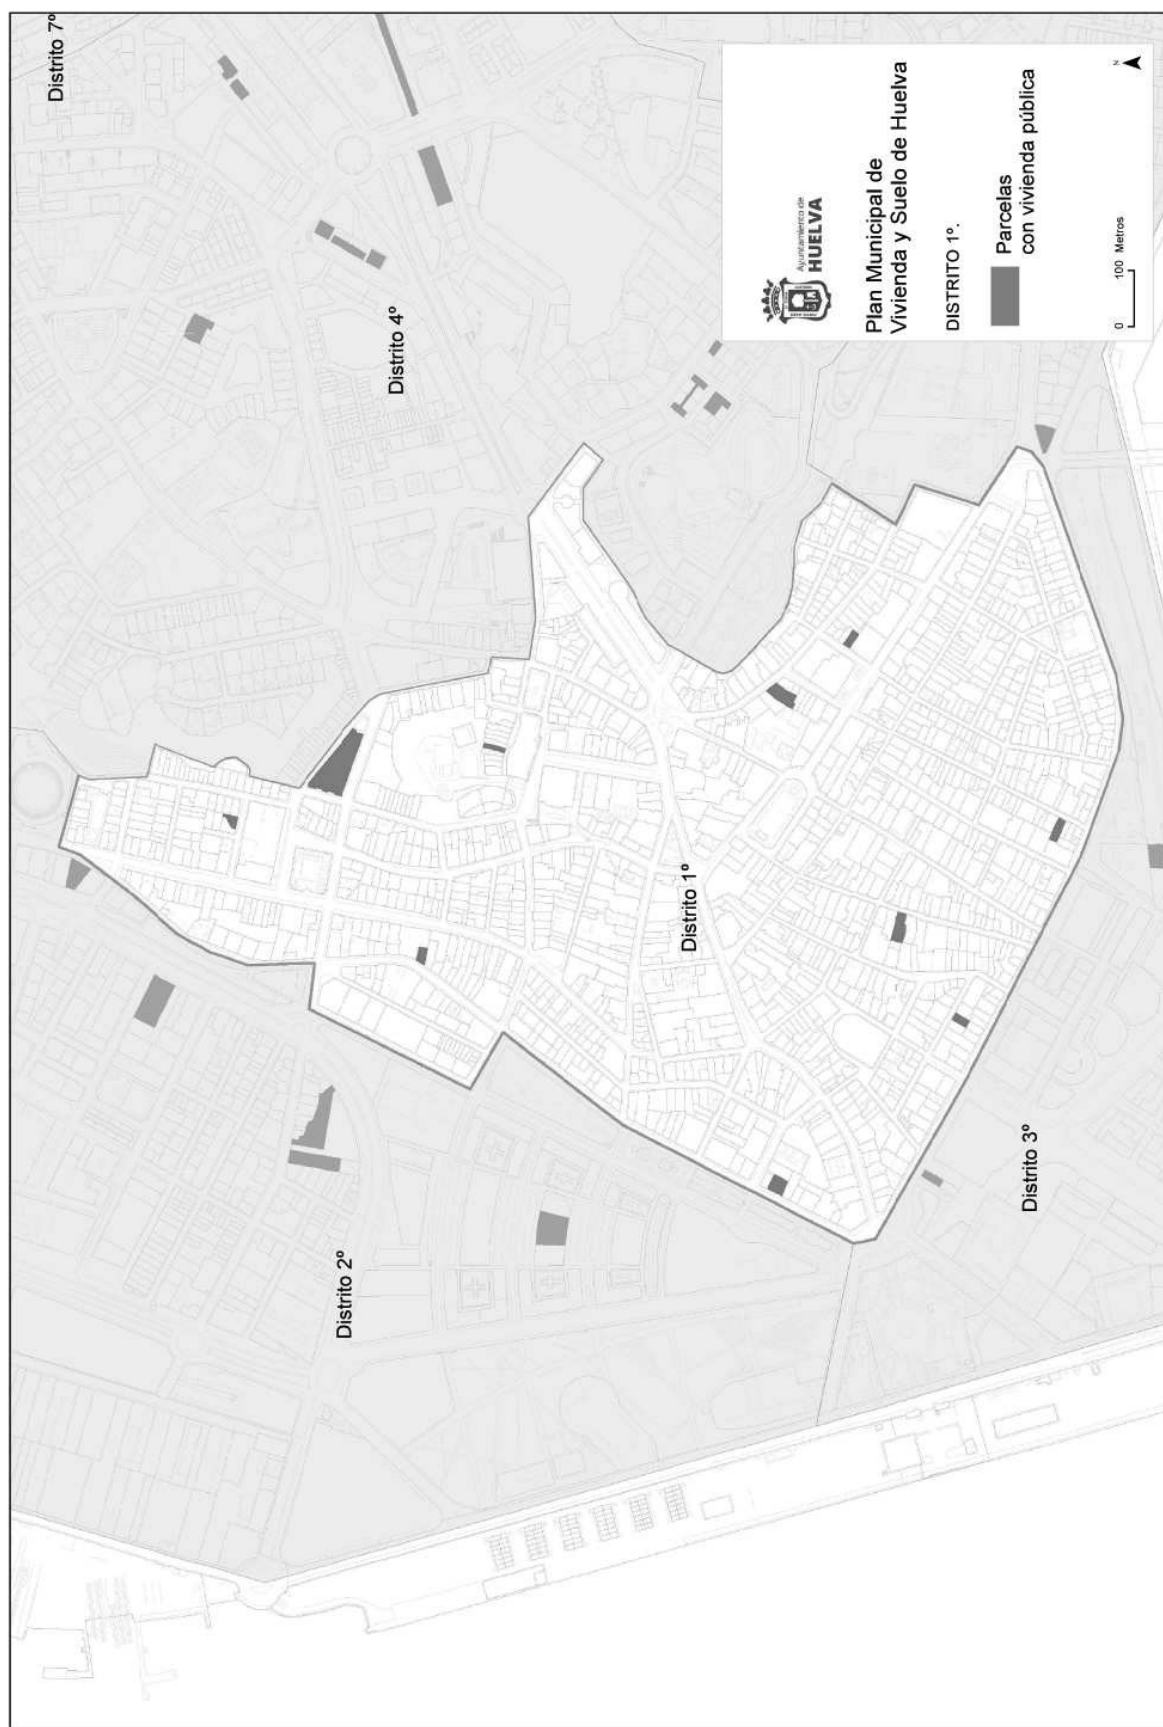 Ayuntamiento de
HUELVA
Plan Municipal de
Vivienda y Suelo de Huelva
DISTRITO 1º.
Parcelas
con vivienda pública
0 100 Metros
N
Distrito 7º
Distrito 4º
Distrito 1º
Distrito 2º
Distrito 3º